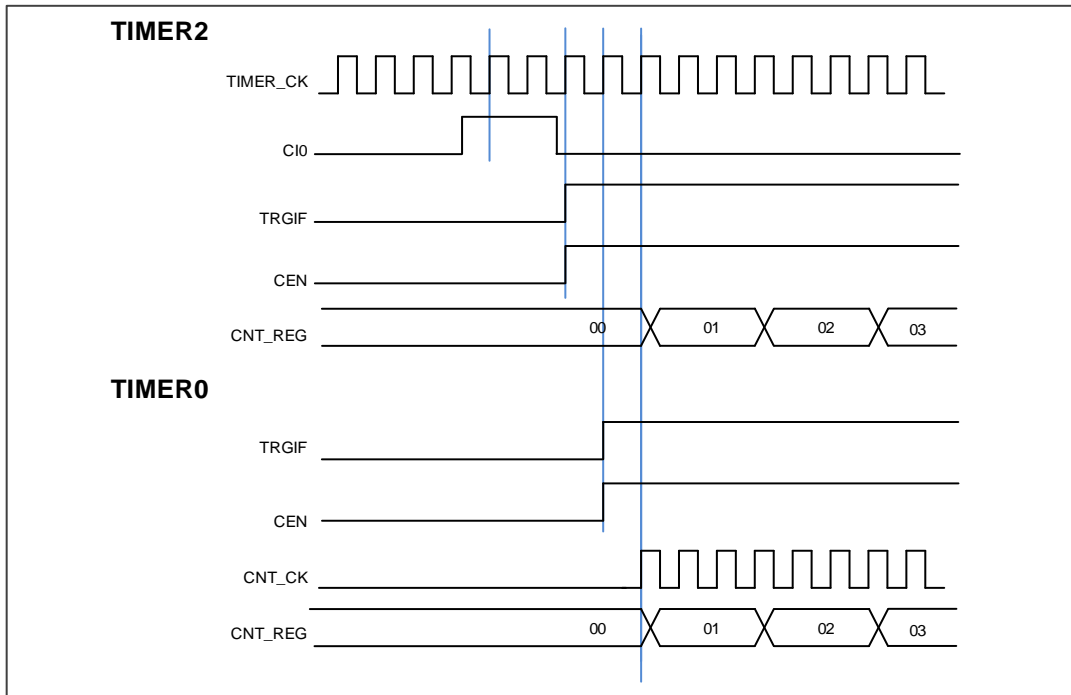 TIMER2
TIMER_CK
CI0
TRGIF
CEN
CNT_REG 00 01 02 03
TIMER0
TRGIF
CEN
CNT_CK
CNT_REG 00 01 02 03